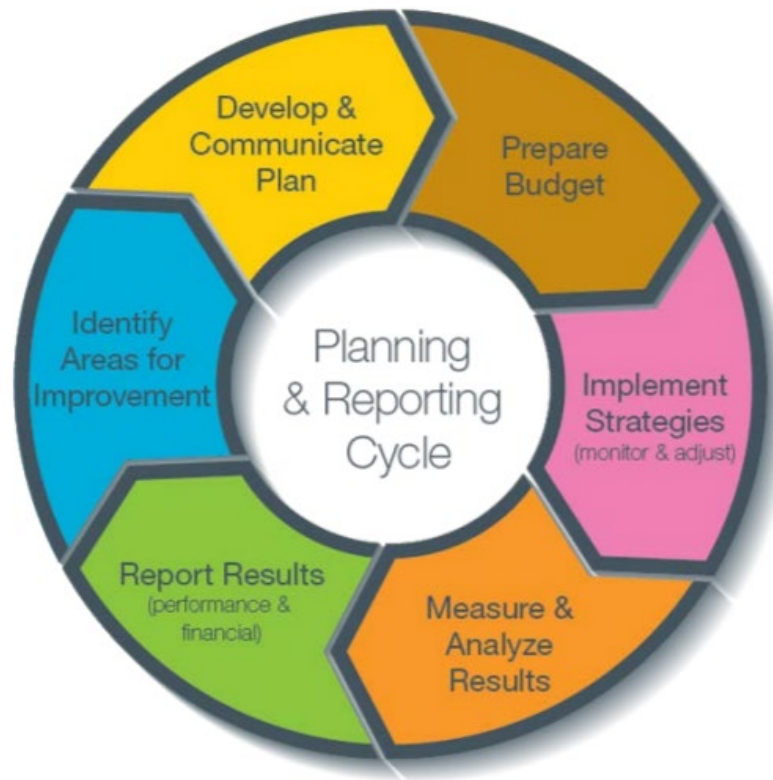 Develop &
Communicate
Plan
Prepare
Budget
Implement
Strategies
(monitor & adjust)
Measure &
Analyze
Results
Report Results
(performance &
financial)
Identify
Areas for
Improvement
Planning
& Reporting
Cycle